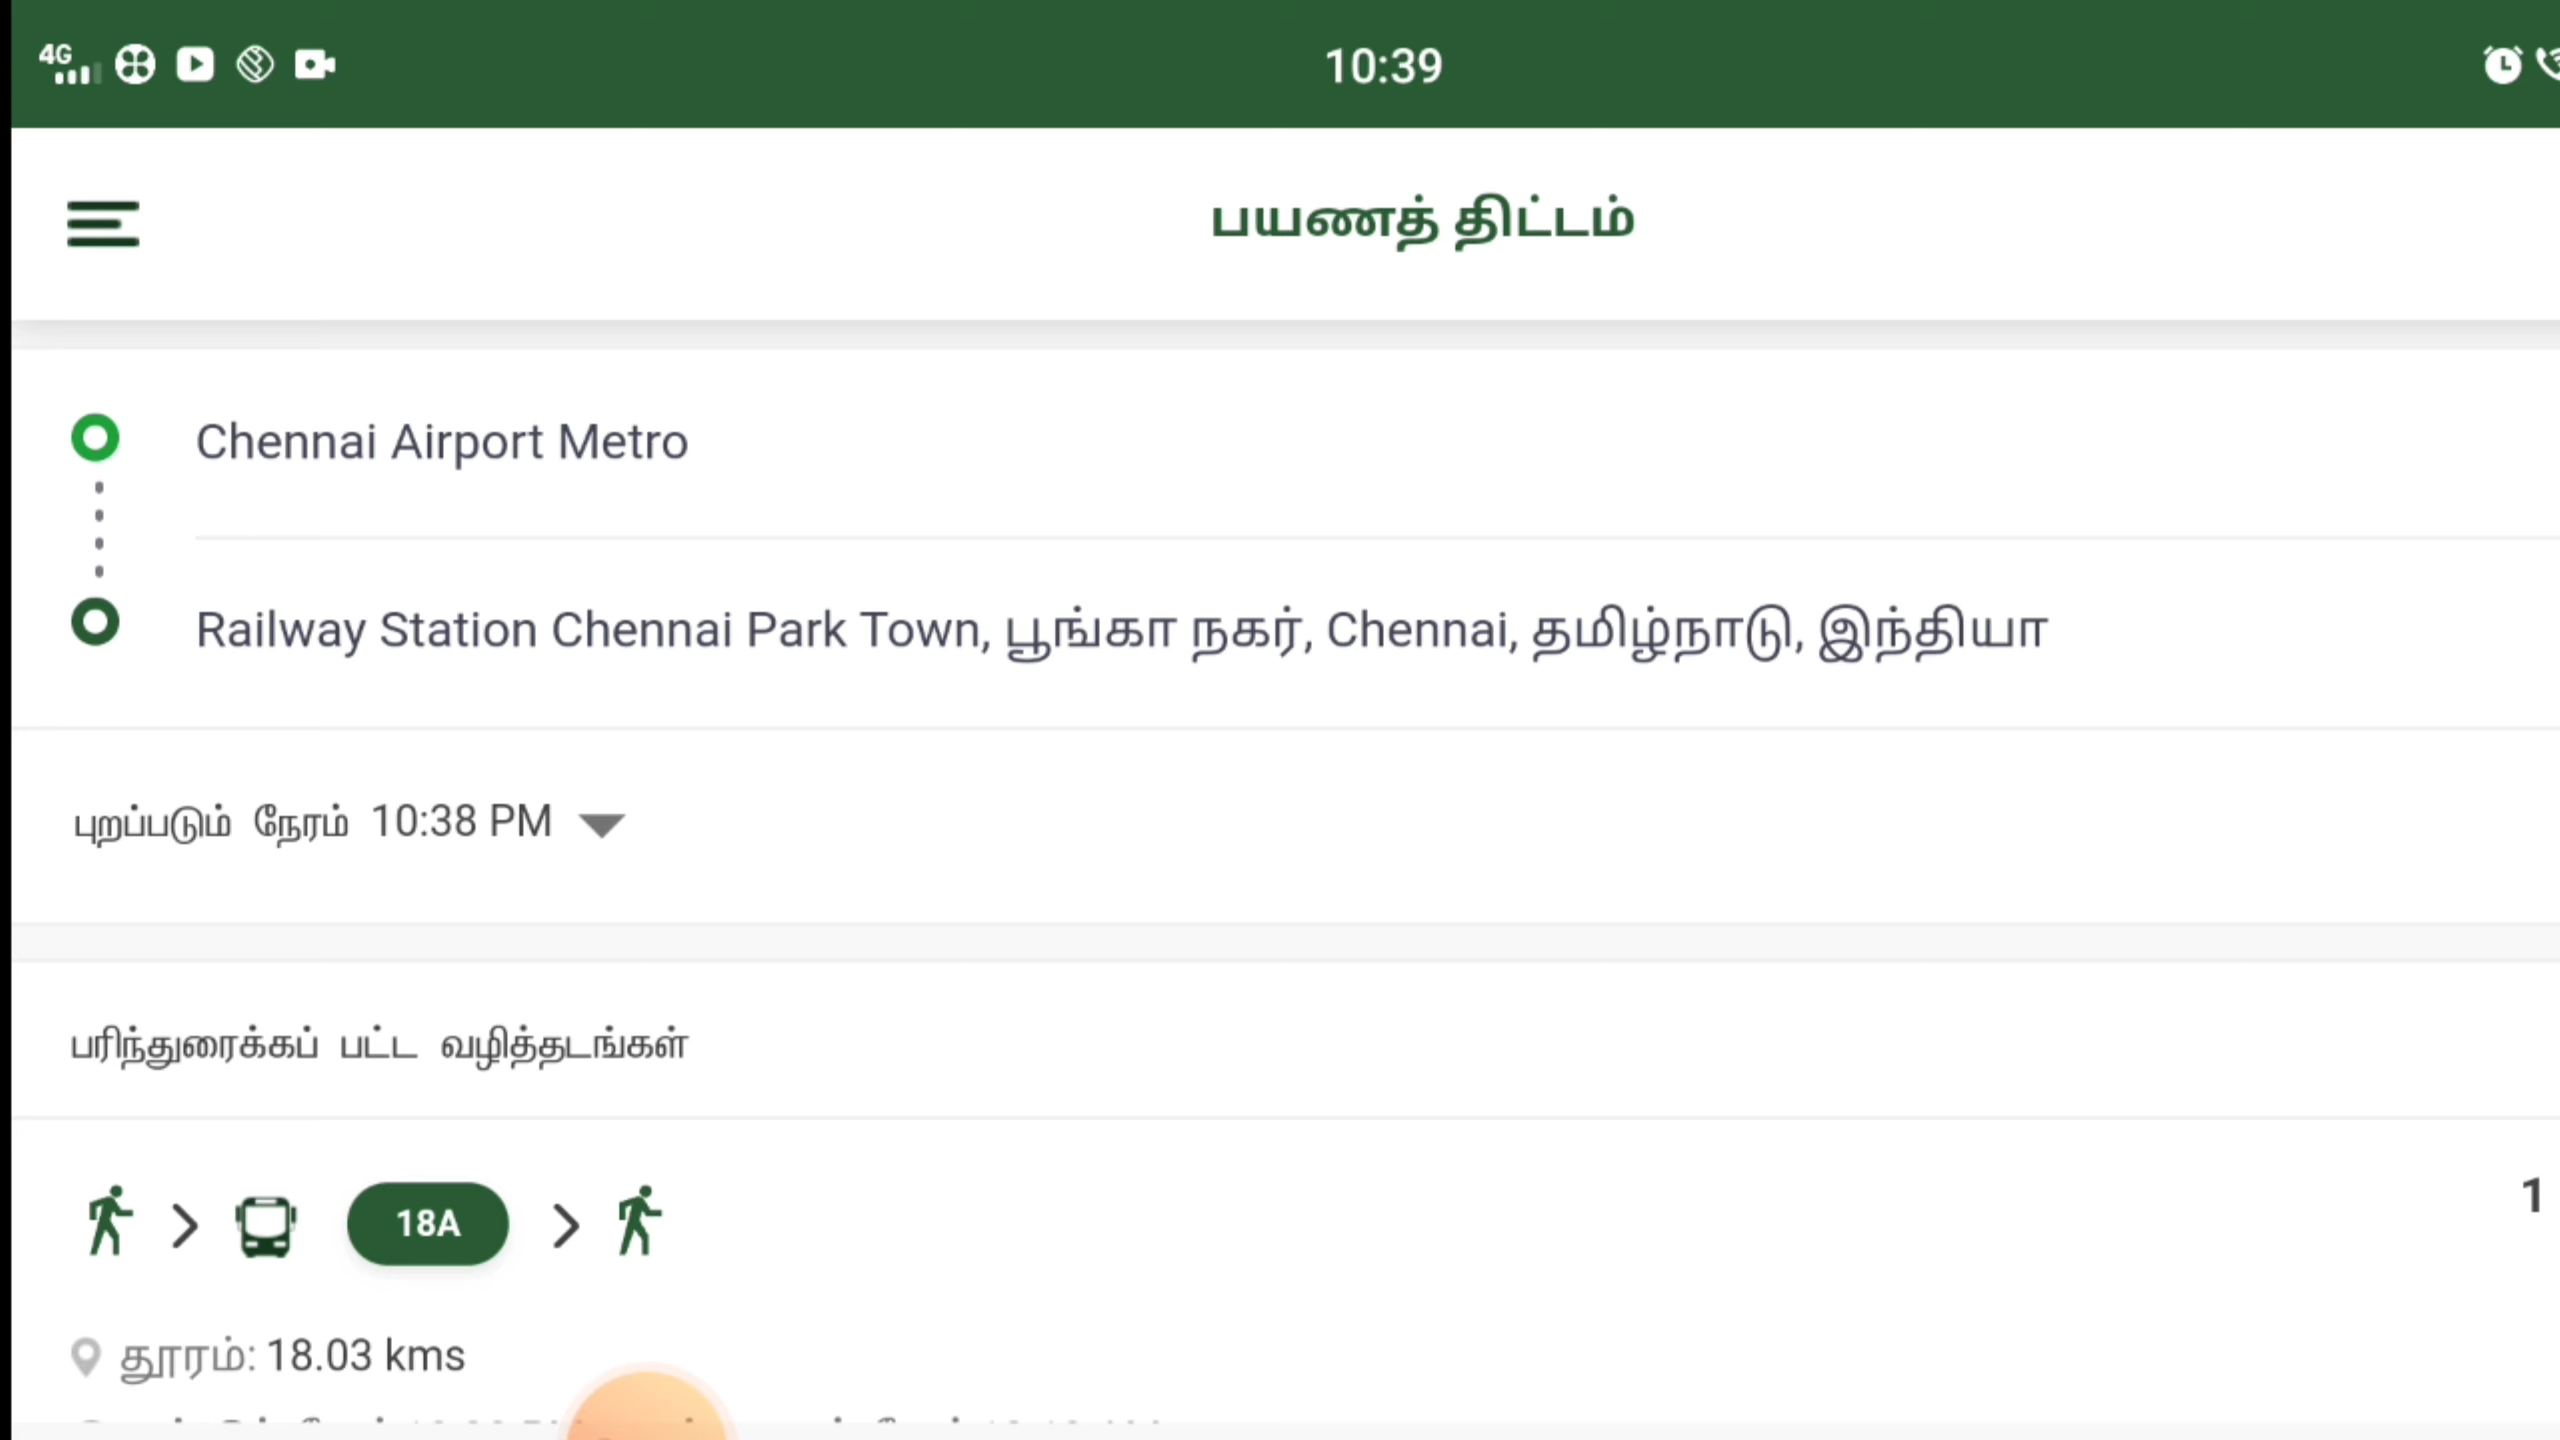 4G
10:39
பயணத் திட்டம்
Chennai Airport Metro
Railway Station Chennai Park Town, பூங்கா நகர், Chennai, தமிழ்நாடு, இந்தியா
புறப்படும் நேரம் 10:38 PM
பரிந்துரைக்கப் பட்ட வழித்தடங்கள்
18A
1
தூரம்: 18.03 kms